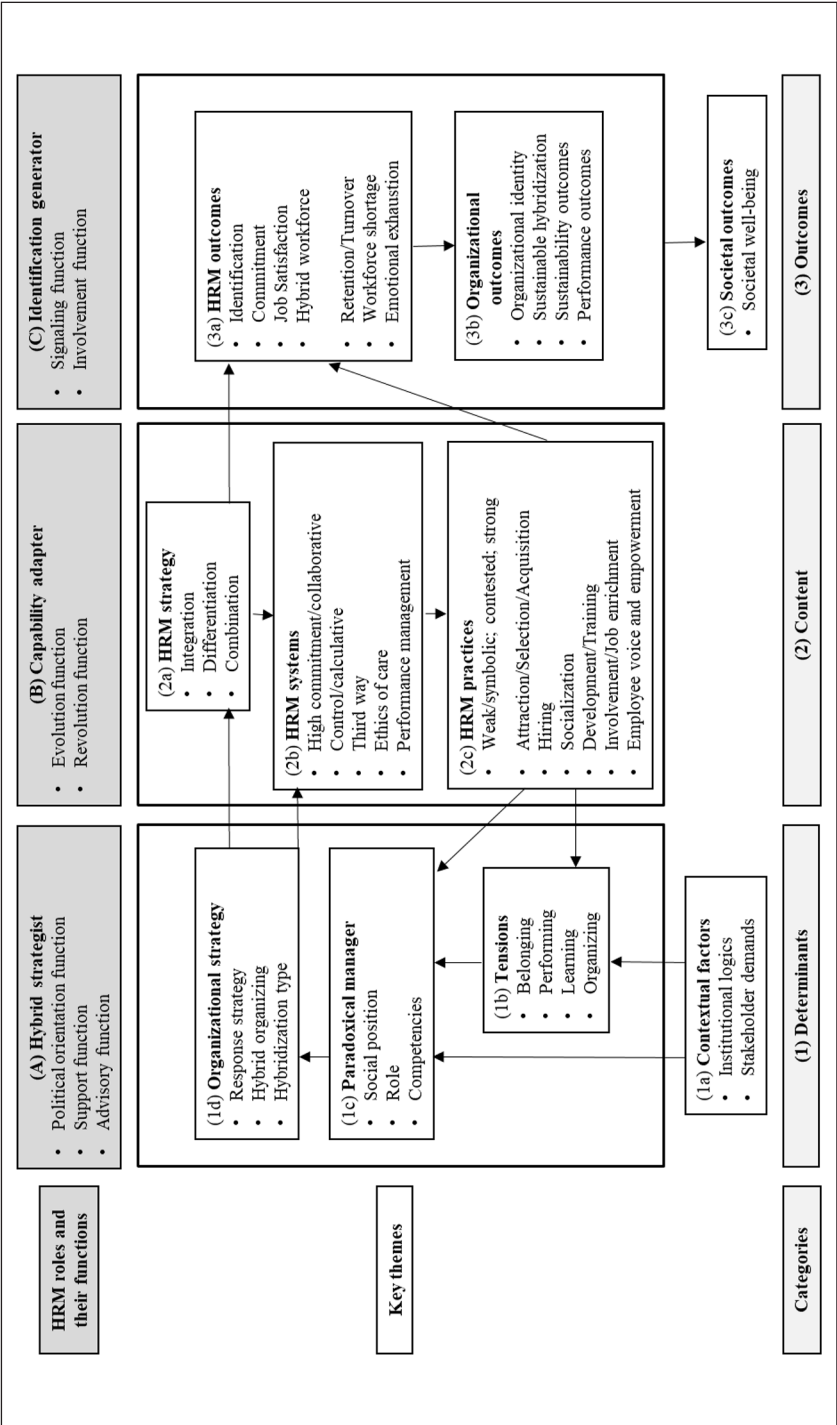 HRM roles and
their functions
(A) Hybrid strategist
• Political orientation function
• Support function
• Advisory function
(B) Capability adapter
• Evolution function
• Revolution function
(C) Identification generator
• Signaling function
• Involvement function
Key themes
(1d) Organizational strategy
• Response strategy
• Hybrid organizing
• Hybridization type
(1c) Paradoxical manager
• Social position
• Role
• Competencies
(1b) Tensions
• Belonging
• Performing
• Learning
• Organizing
(1a) Contextual factors
• Institutional logics
• Stakeholder demands
(2a) HRM strategy
• Integration
• Differentiation
• Combination
(2b) HRM systems
• High commitment/collaborative
• Control/calculative
• Third way
• Ethics of care
• Performance management
(2c) HRM practices
• Weak/symbolic; contested; strong
• Attraction/Selection/Acquisition
• Hiring
• Socialization
• Development/Training
• Involvement/Job enrichment
• Employee voice and empowerment
(3a) HRM outcomes
• Identification
• Commitment
• Job Satisfaction
• Hybrid workforce
• Retention/Turnover
• Workforce shortage
• Emotional exhaustion
(3b) Organizational
outcomes
• Organizational identity
• Sustainable hybridization
• Sustainability outcomes
• Performance outcomes
(3c) Societal outcomes
• Societal well-being
Categories
(1) Determinants
(2) Content
(3) Outcomes